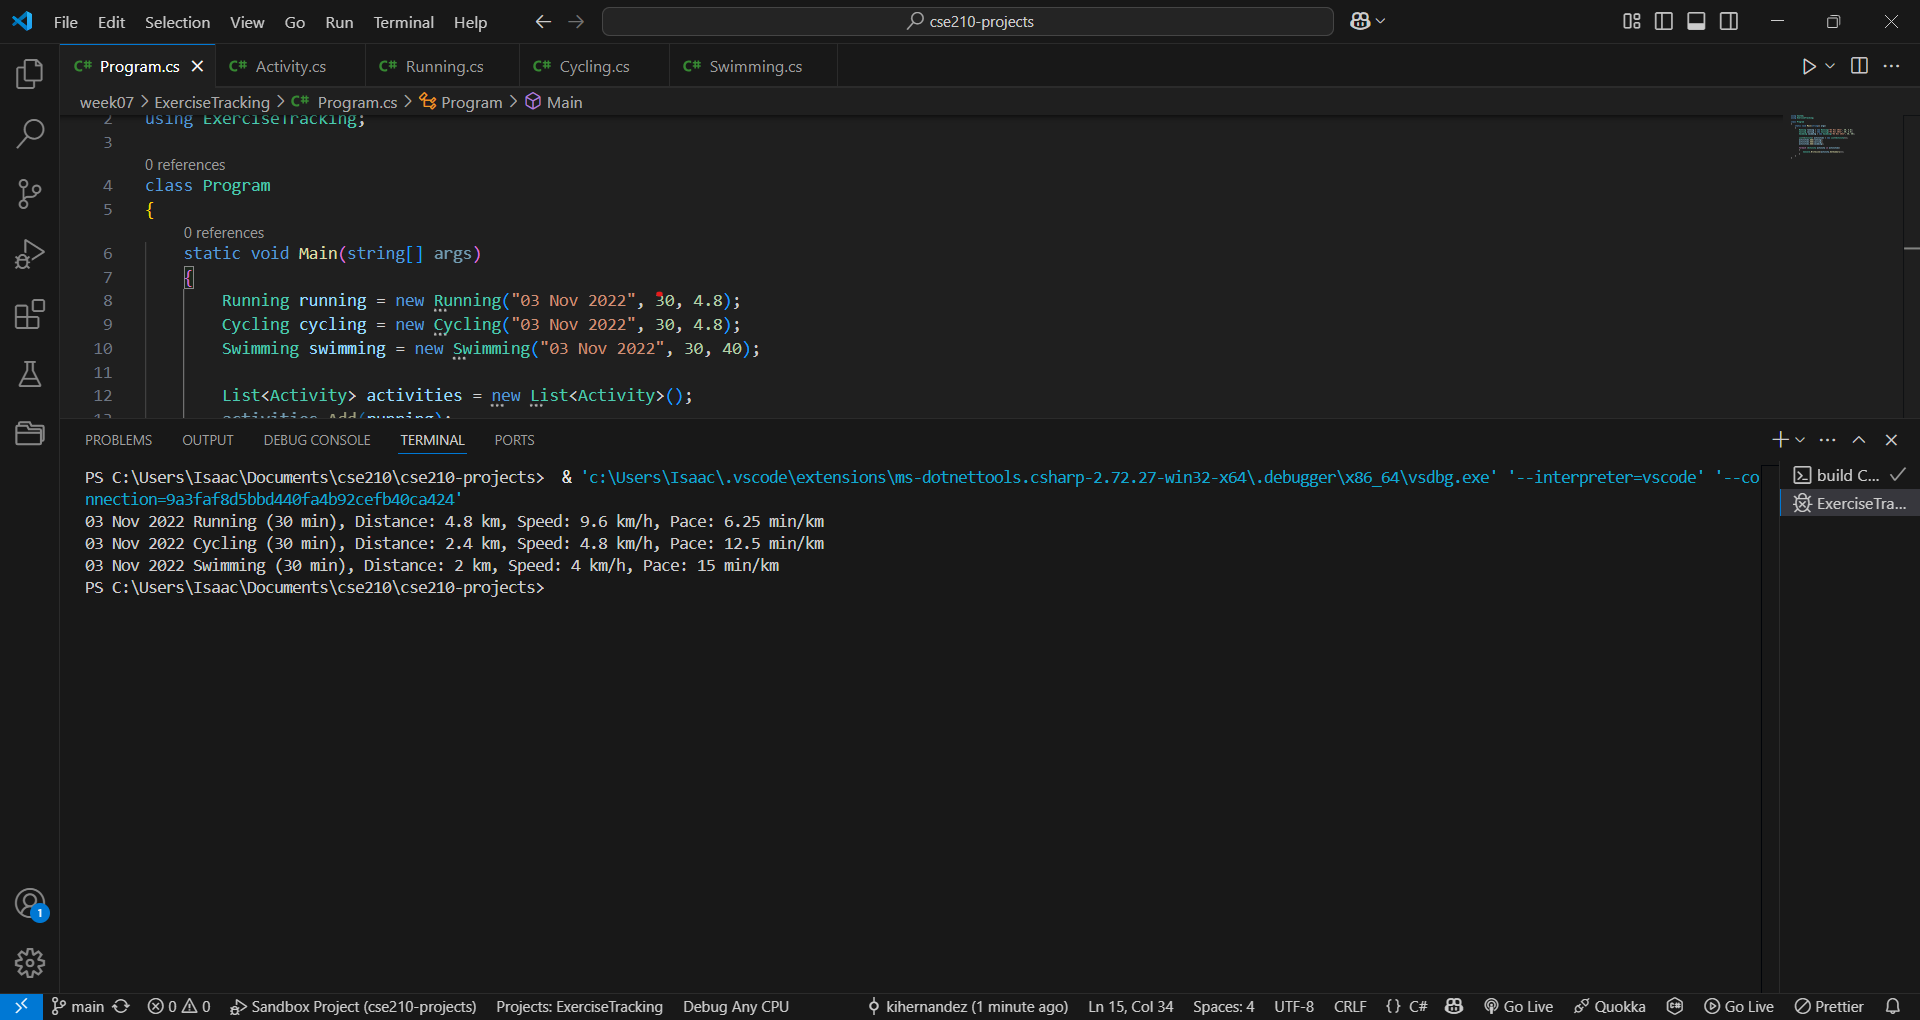 File Edit Selection View Go Run Terminal Help
cse210-projects
C# Program.cs C# Activity.cs C# Running.cs C# Cycling.cs C# Swimming.cs
week07 > ExerciseTracking > C# Program.cs > Program > Main
2 using ExerciseTracking;
3
0 references
4 class Program
5 {
0 references
6 static void Main(string[] args)
7 {
8 Running running = new Running("03 Nov 2022", 30, 4.8);
9 Cycling cycling = new Cycling("03 Nov 2022", 30, 4.8);
10 Swimming swimming = new Swimming("03 Nov 2022", 30, 40);
11
12 List<Activity> activities = new List<Activity>();
13 activities.Add(running);
PROBLEMS OUTPUT DEBUG CONSOLE TERMINAL PORTS
PS C:\Users\Isaac\Documents\cse210\cse210-projects> & 'c:\Users\Isaac\.vscode\extensions\ms-dotnettools.csharp-2.72.27-win32-x64\.debugger\x86_64\vsdbg.exe' '--interpreter=vscode' '--co
nnection=9a3faf8d5bbd440fa4b92cefb40ca424'
03 Nov 2022 Running (30 min), Distance: 4.8 km, Speed: 9.6 km/h, Pace: 6.25 min/km
03 Nov 2022 Cycling (30 min), Distance: 2.4 km, Speed: 4.8 km/h, Pace: 12.5 min/km
03 Nov 2022 Swimming (30 min), Distance: 2 km, Speed: 4 km/h, Pace: 15 min/km
PS C:\Users\Isaac\Documents\cse210\cse210-projects>
build C...
ExerciseTra...
1
main 0 0 Sandbox Project (cse210-projects) Projects: ExerciseTracking Debug Any CPU kihernandez (1 minute ago) Ln 15, Col 34 Spaces: 4 UTF-8 CRLF {} C# Go Live Quokka Go Live Prettier